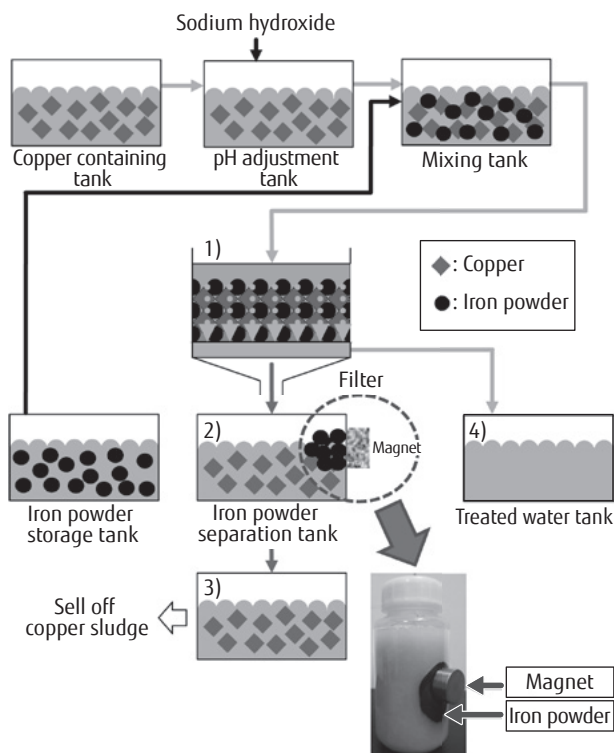 Sodium hydroxide
Copper containing
tank
pH adjustment
tank
Mixing tank
1)
: Copper
: Iron powder
Filter
2)
Magnet
4)
Iron powder
storage tank
Iron powder
separation tank
Treated water tank
3)
Sell off
copper sludge
Magnet
Iron powder